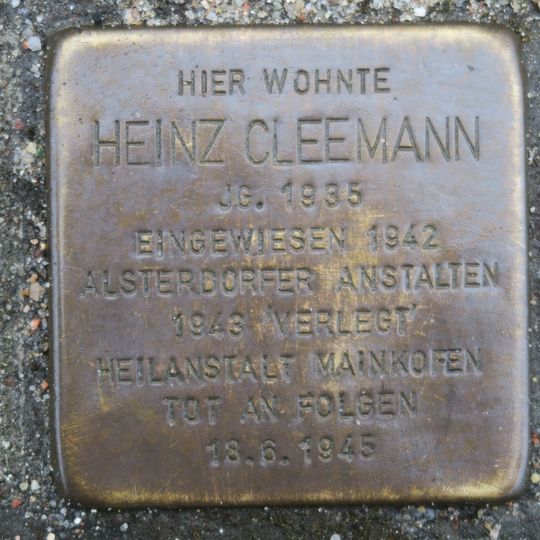 HIER WOHNTE
HEINZ CLEEMANN
JG. 1935
EINGEWIESEN 1942
ALSTERDORFER ANSTALTEN
1943 'VERLEGT'
HEILANSTALT MAINKOFEN
TOT AN FOLGEN
18.6.1945